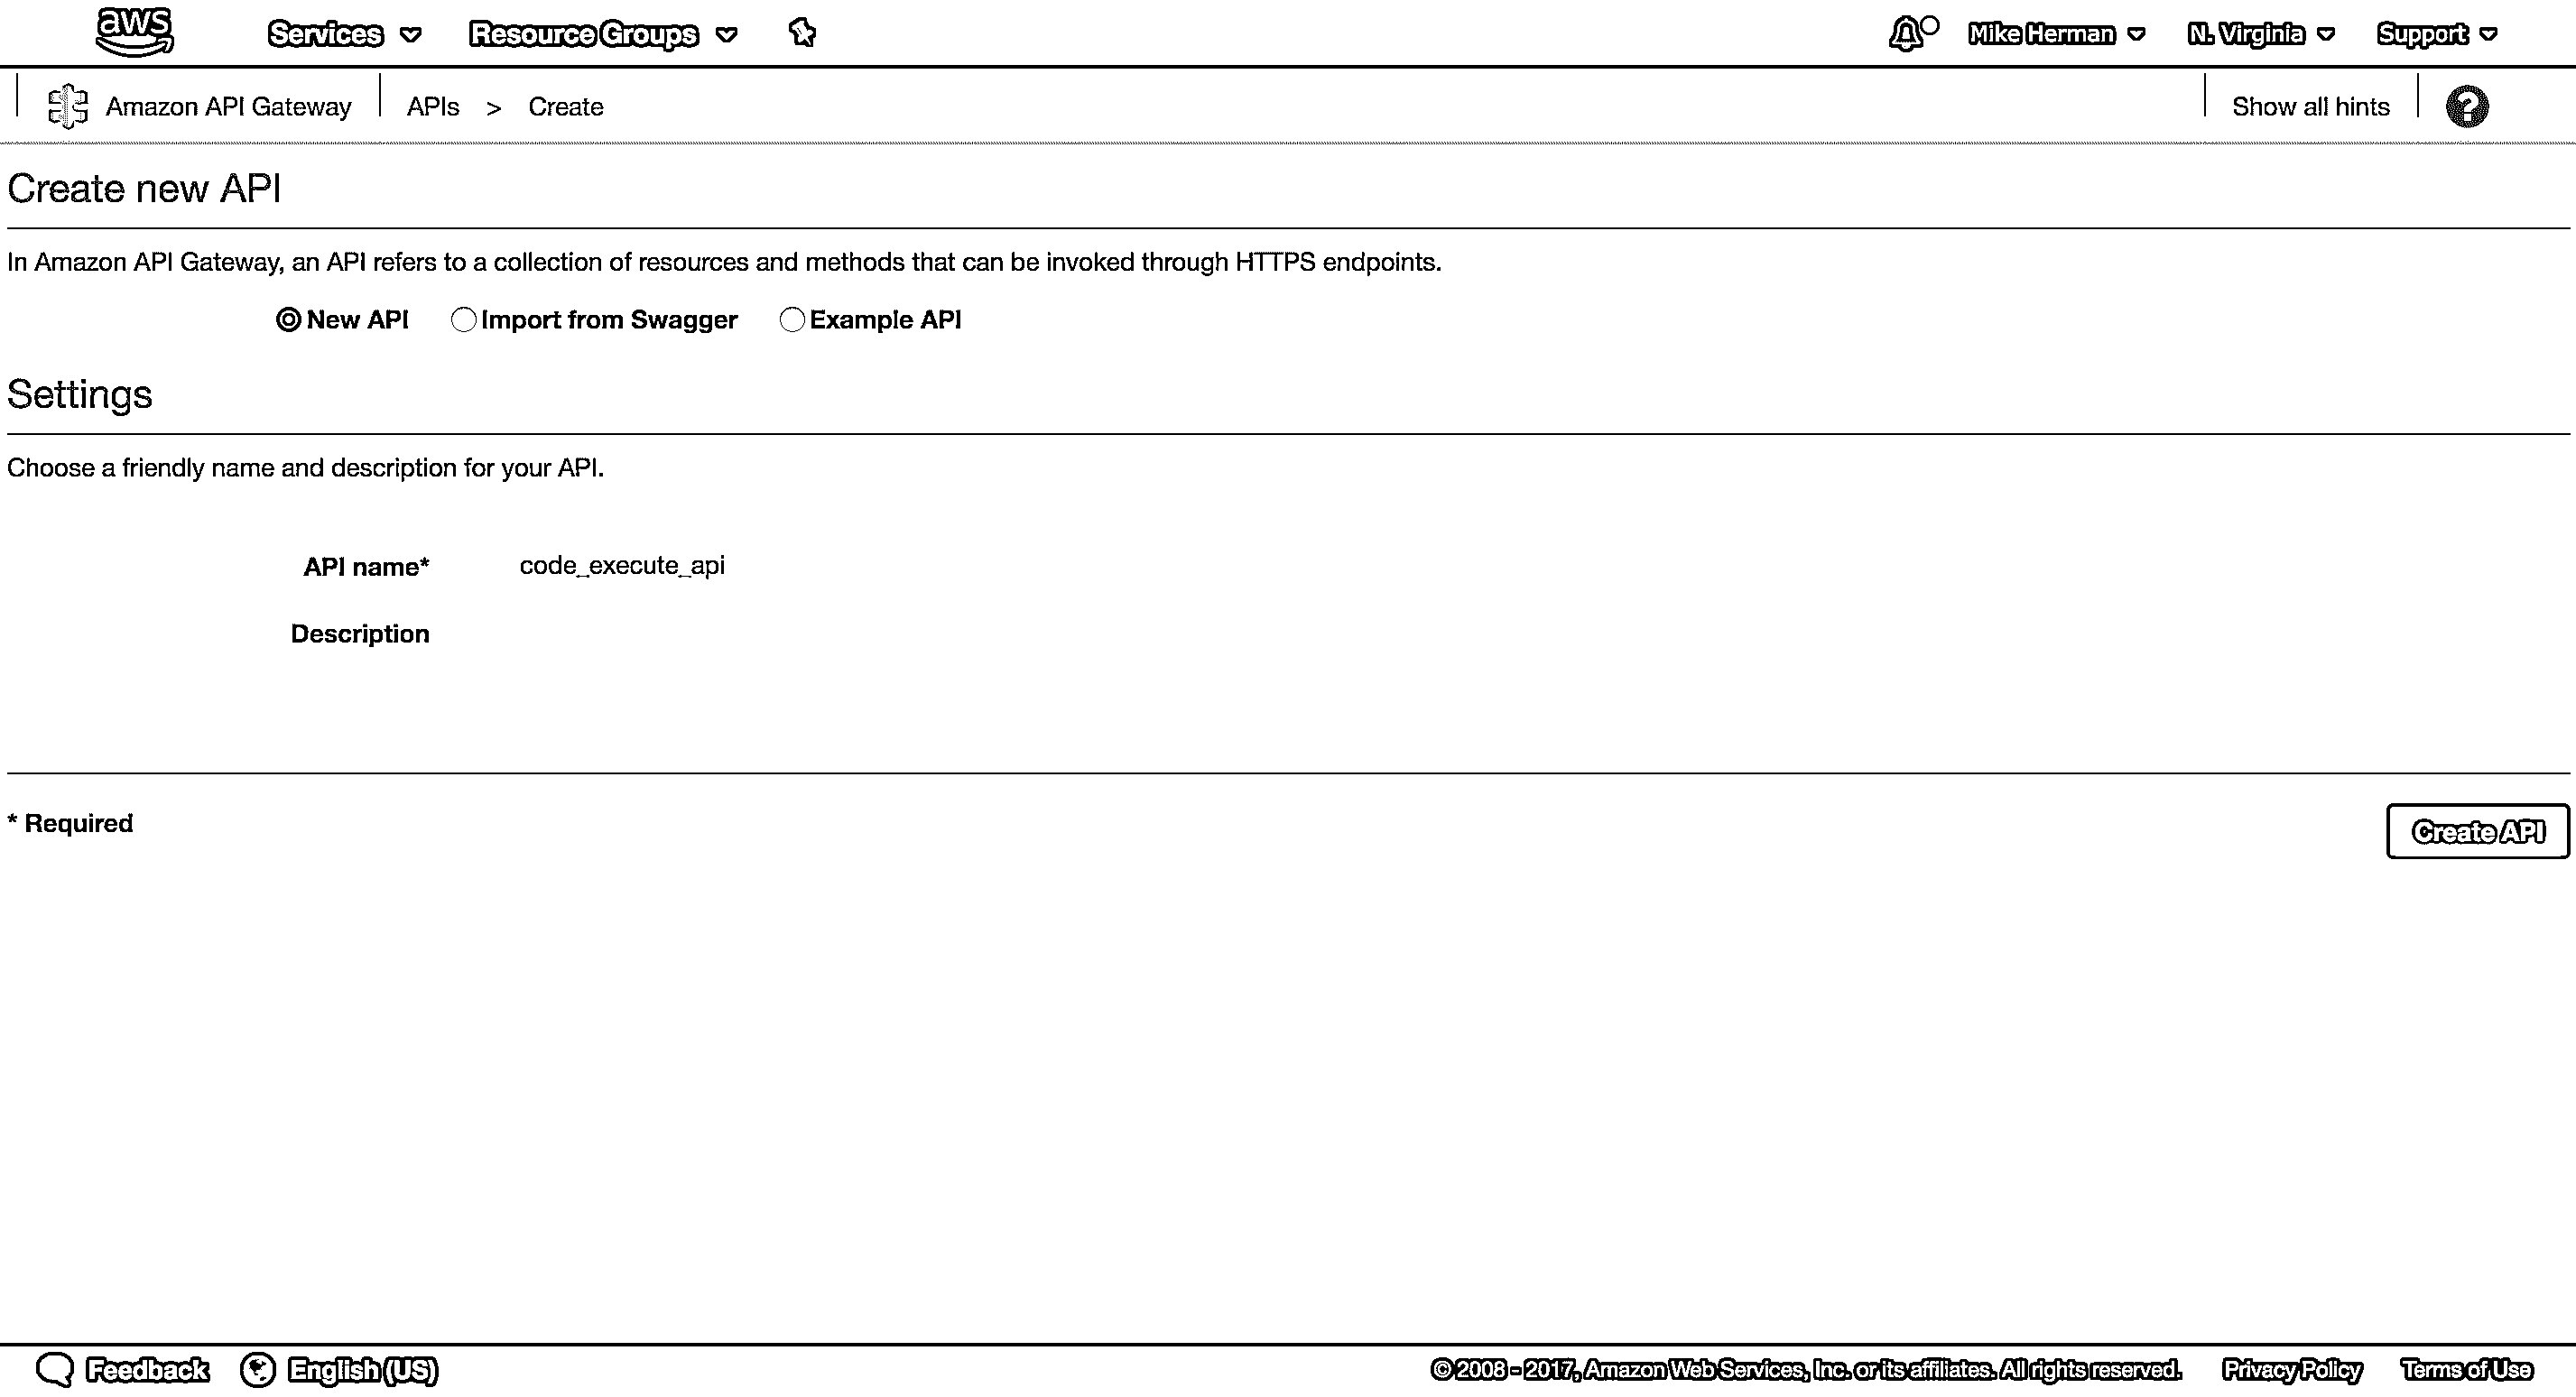 aws Services Resource Groups Mike Herman N. Virginia Support
Amazon API Gateway APIs > Create Show all hints ?
Create new API
In Amazon API Gateway, an API refers to a collection of resources and methods that can be invoked through HTTPS endpoints.
New API Import from Swagger Example API
Settings
Choose a friendly name and description for your API.
API name* code_execute_api
Description
* Required Create API
Feedback English (US) © 2008 - 2017, Amazon Web Services, Inc. or its affiliates. All rights reserved. Privacy Policy Terms of Use